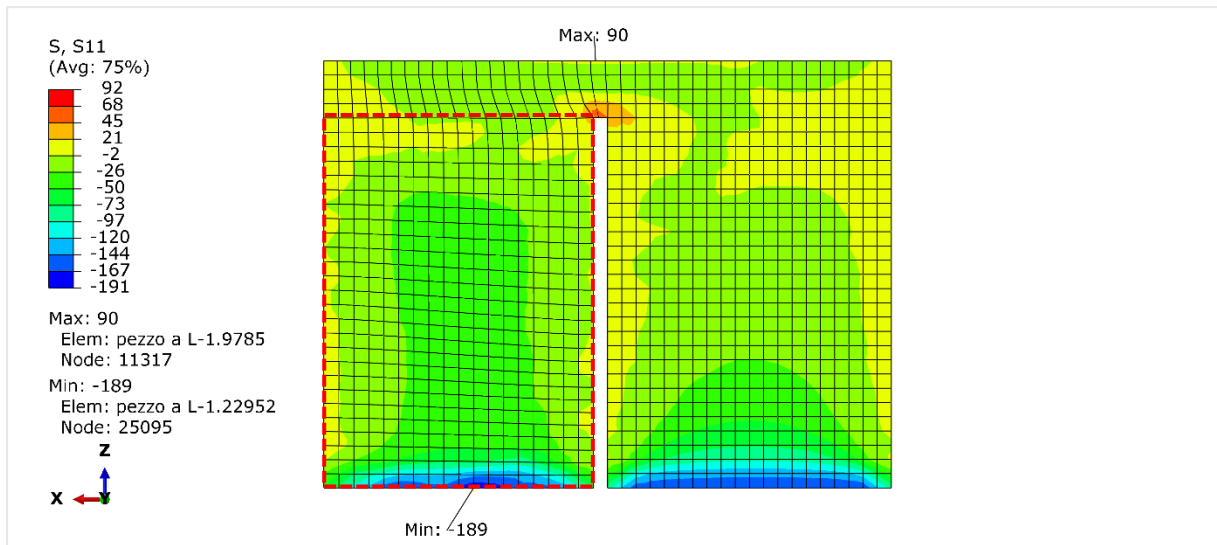 Max: 90
S, S11
(Avg: 75%)
92
68
45
21
-2
-26
-50
-73
-97
-120
-144
-167
-191
Max: 90
Elem: pezzo a L-1.9785
Node: 11317
Min: -189
Elem: pezzo a L-1.22952
Node: 25095
Z
X
Y
Min: -189